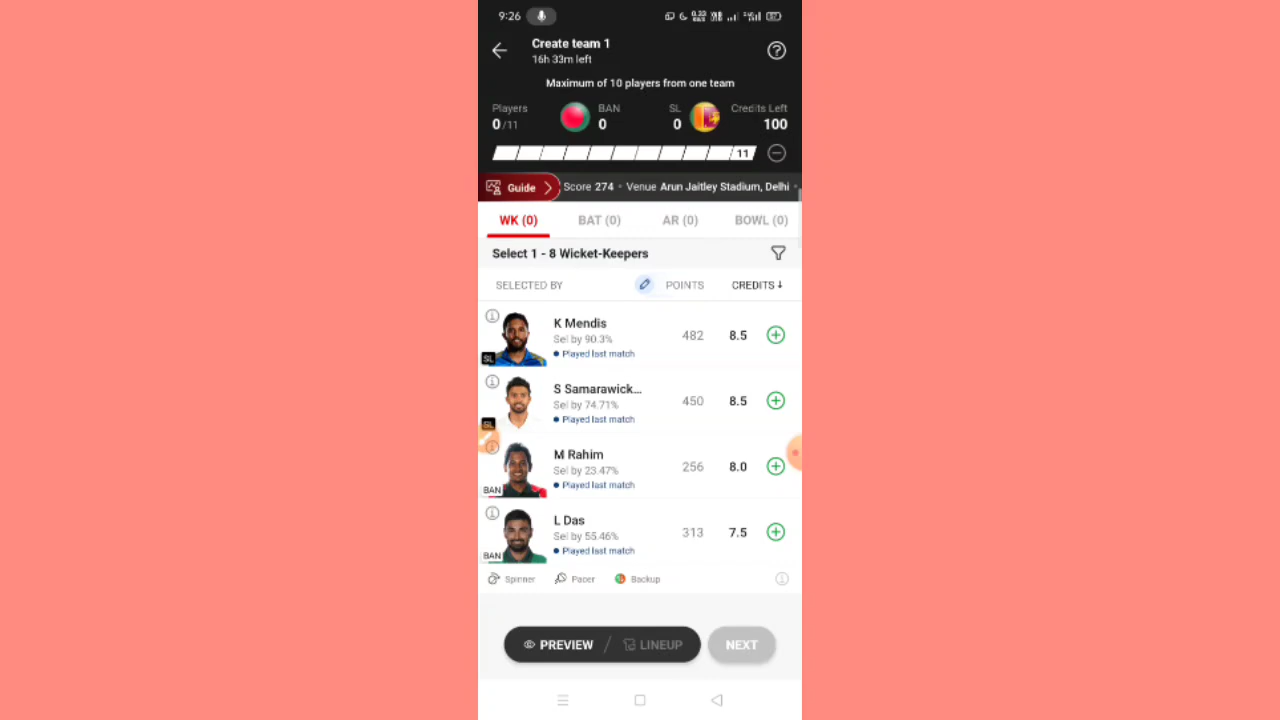 9:26
Create team 1
16h 33m left
Maximum of 10 players from one team
Players BAN SL Credits Left
0/11 0 0 100
11
Guide Score 274 • Venue Arun Jaitley Stadium, Delhi
WK (0) BAT (0) AR (0) BOWL (0)
Select 1 - 8 Wicket-Keepers
SELECTED BY POINTS CREDITS↓
K Mendis
Sel by 90.3% 482 8.5
SL Played last match
S Samarawick...
Sel by 74.71% 450 8.5
SL Played last match
M Rahim
Sel by 23.47% 256 8.0
BAN Played last match
L Das
Sel by 55.46% 313 7.5
BAN Played last match
Spinner Pacer Backup
PREVIEW / LINEUP NEXT